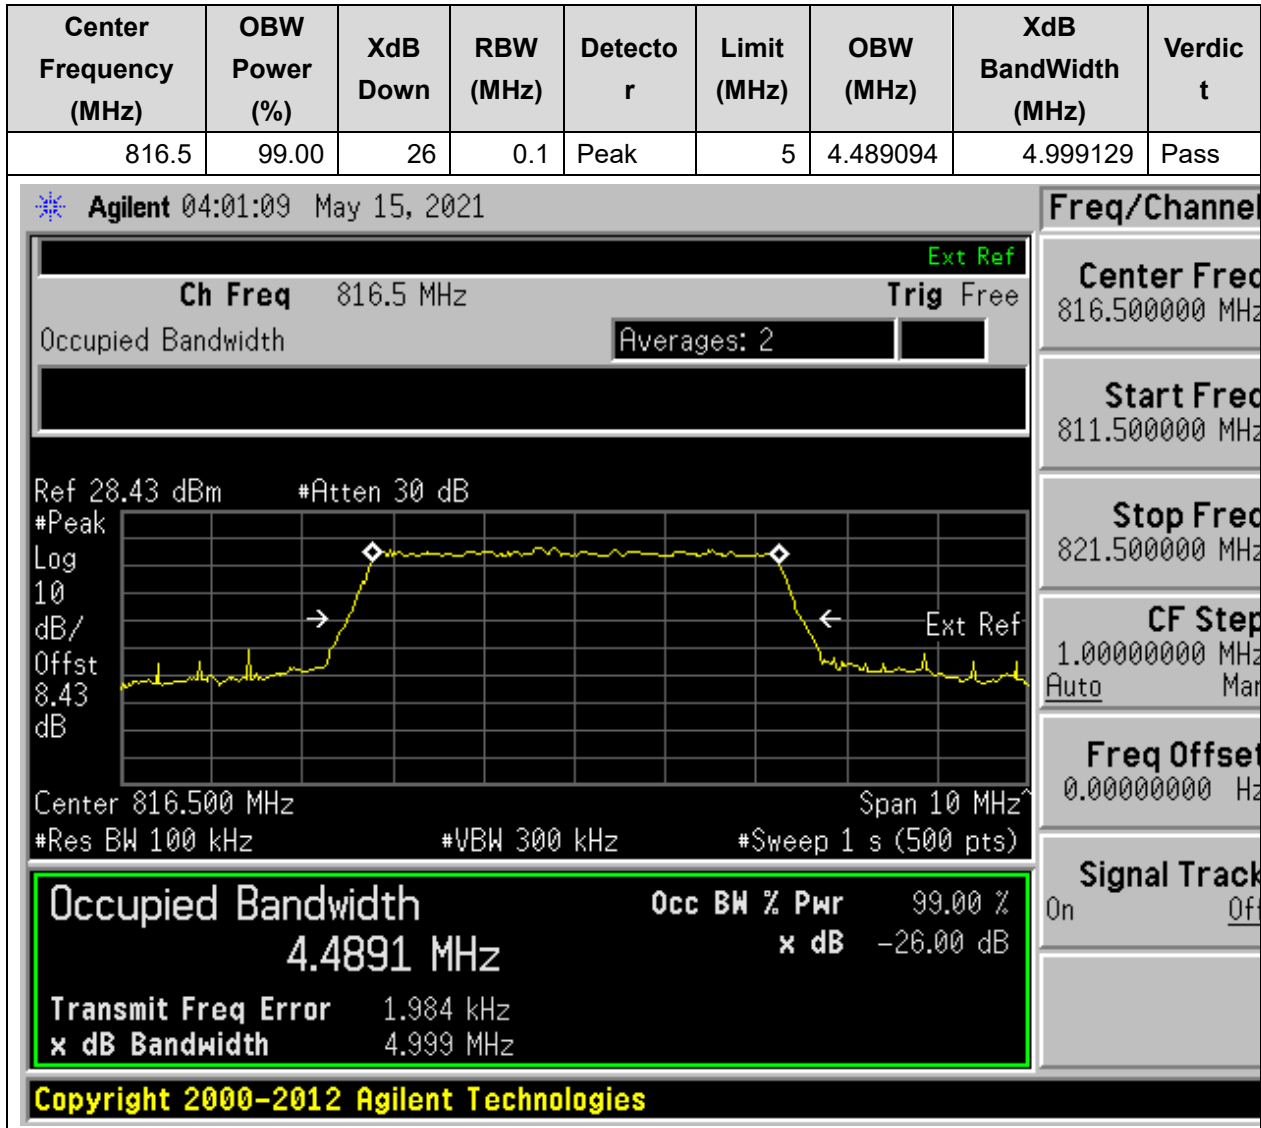 Center Frequency (MHz) OBW Power (%) XdB Down RBW (MHz) Detecto r Limit (MHz) OBW (MHz) XdB BandWidth (MHz) Verdic t
816.5 99.00 26 0.1 Peak 5 4.489094 4.999129 Pass
Agilent 04:01:09 May 15, 2021
Ext Ref
Ch Freq 816.5 MHz Trig Free
Occupied Bandwidth Averages: 2
Ref 28.43 dBm #Atten 30 dB
#Peak
Log
10
dB/
Offst
8.43
dB
Ext Ref
Center 816.500 MHz Span 10 MHz^
#Res BW 100 kHz #VBW 300 kHz #Sweep 1 s (500 pts)
Occupied Bandwidth Occ BW % Pwr 99.00 %
4.4891 MHz x dB -26.00 dB
Transmit Freq Error 1.984 kHz
x dB Bandwidth 4.999 MHz
Copyright 2000-2012 Agilent Technologies
Freq/Channel
Center Freq
816.500000 MHz
Start Freq
811.500000 MHz
Stop Freq
821.500000 MHz
CF Step
1.00000000 MHz
Auto Man
Freq Offset
0.00000000 Hz
Signal Track
On Off